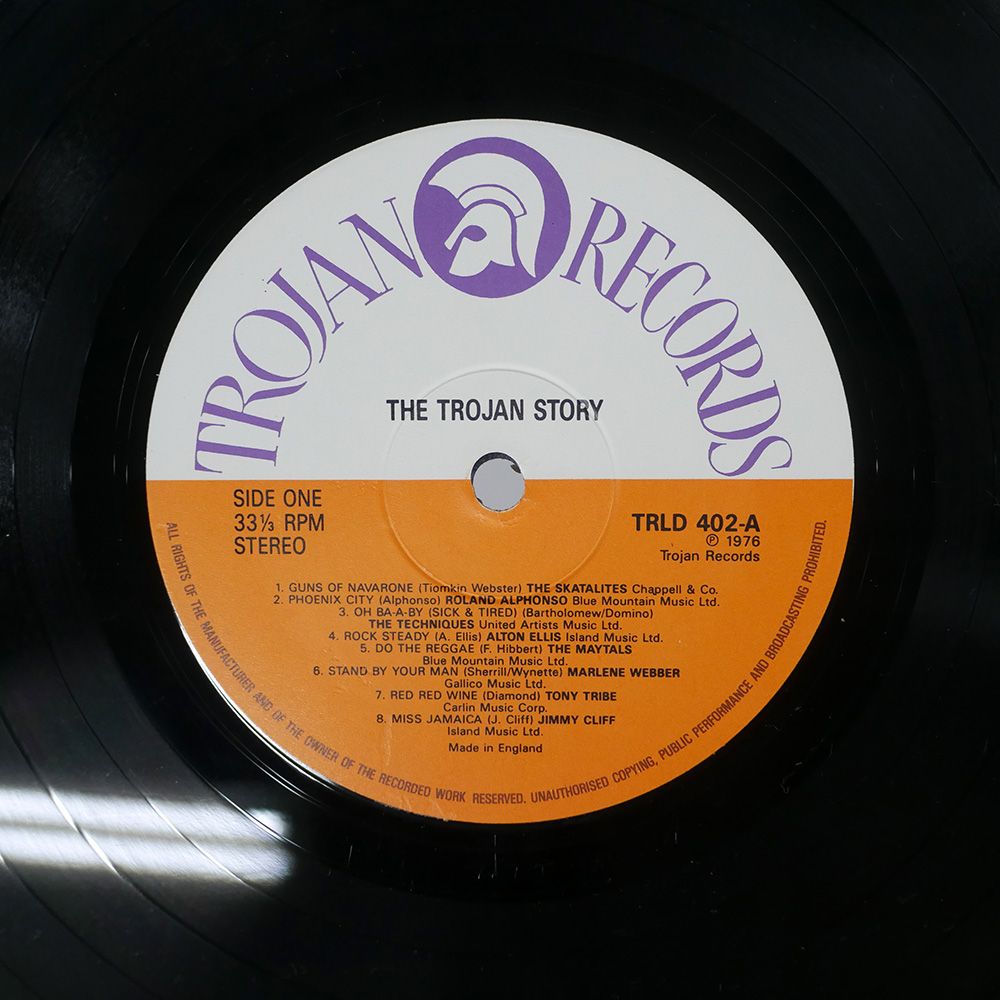 TROJAN RECORDS
THE TROJAN STORY
SIDE ONE
33⅓ RPM
STEREO
TRLD 402-A
Ⓟ 1976
Trojan Records
1. GUNS OF NAVARONE (Tiomkin Webster) THE SKATALITES Chappell & Co.
2. PHOENIX CITY (Alphonso) ROLAND ALPHONSO Blue Mountain Music Ltd.
3. OH BA-A-BY (SICK & TIRED) (Bartholomew/Domino)
THE TECHNIQUES United Artists Music Ltd.
4. ROCK STEADY (A. Ellis) ALTON ELLIS Island Music Ltd.
5. DO THE REGGAE (F. Hibbert) THE MAYTALS
Blue Mountain Music Ltd.
6. STAND BY YOUR MAN (Sherrill/Wynette) MARLENE WEBBER
Gallico Music Ltd.
7. RED RED WINE (Diamond) TONY TRIBE
Carlin Music Corp.
8. MISS JAMAICA (J. Cliff) JIMMY CLIFF
Island Music Ltd.
Made in England
ALL RIGHTS OF THE MANUFACTURER AND OF THE OWNER OF THE RECORDED WORK RESERVED. UNAUTHORISED COPYING, PUBLIC PERFORMANCE AND BROADCASTING PROHIBITED.